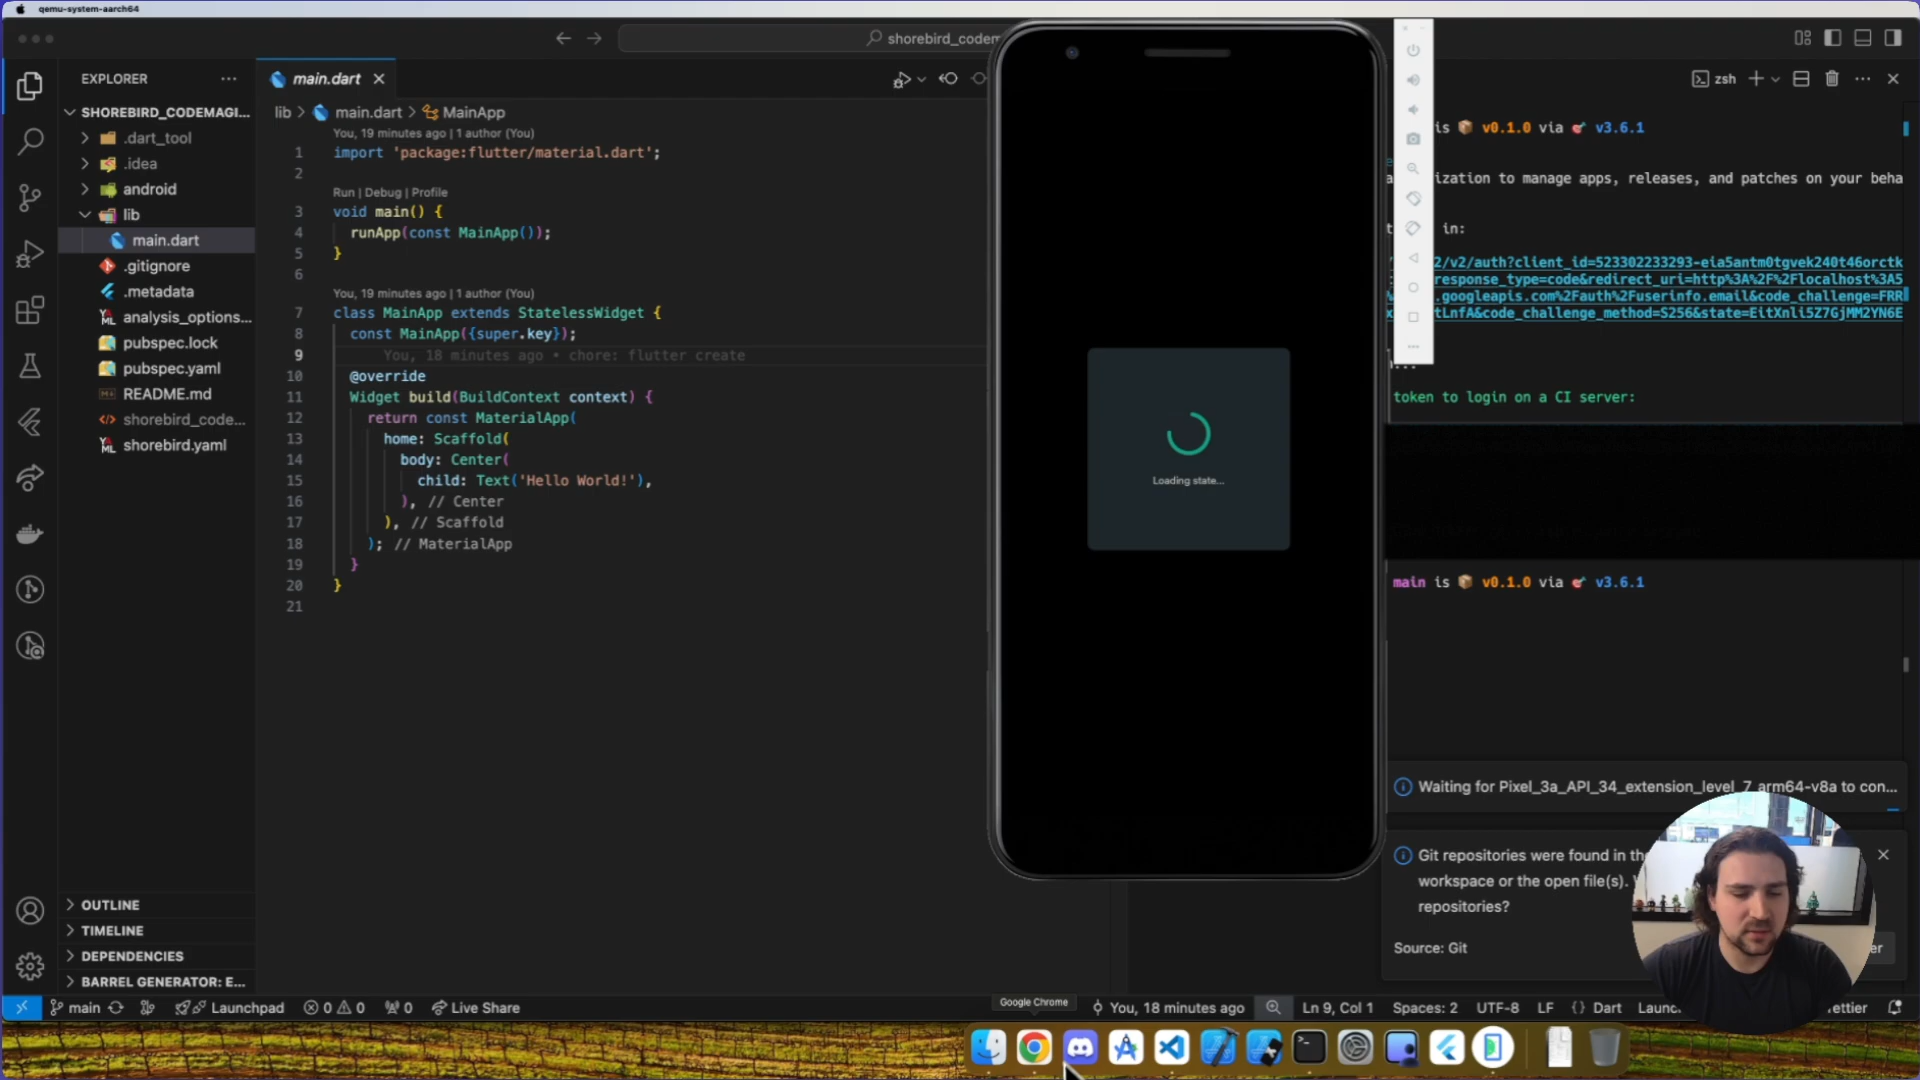 qemu-system-aarch64
shorebird_codem
EXPLORER
main.dart
zsh
SHOREBIRD_CODEMAGI...
.dart_tool
.idea
android
lib
main.dart
.gitignore
.metadata
analysis_options...
pubspec.lock
pubspec.yaml
README.md
shorebird_code...
shorebird.yaml
OUTLINE
TIMELINE
DEPENDENCIES
BARREL GENERATOR: E...
lib > main.dart > MainApp
You, 19 minutes ago | 1 author (You)
1 import 'package:flutter/material.dart';
2
Run | Debug | Profile
3 void main() {
4 runApp(const MainApp());
5 }
6
You, 19 minutes ago | 1 author (You)
7 class MainApp extends StatelessWidget {
8 const MainApp({super.key});
9 You, 18 minutes ago • chore: flutter create
10 @override
11 Widget build(BuildContext context) {
12 return const MaterialApp(
13 home: Scaffold(
14 body: Center(
15 child: Text('Hello World!'),
16 ), // Center
17 ), // Scaffold
18 ); // MaterialApp
19 }
20 }
21
Loading state...
is v0.1.0 via v3.6.1
ization to manage apps, releases, and patches on your beha
in:
2/v2/auth?client_id=523302233293-eia5antm0tgvek240t46orctk
response_type=code&redirect_uri=http%3A%2F%2Flocalhost%3A5
.googleapis.com%2Fauth%2Fuserinfo.email&code_challenge=FRR
tLnfA&code_challenge_method=S256&state=EitXnli5Z7GjMM2YN6E
token to login on a CI server:
main is v0.1.0 via v3.6.1
Waiting for Pixel_3a_API_34_extension_level_7_arm64-v8a to con...
Git repositories were found in the
workspace or the open file(s).
repositories?
Source: Git
er
Google Chrome
main
Launchpad
0 0
0
Live Share
You, 18 minutes ago
Ln 9, Col 1
Spaces: 2
UTF-8
LF
{} Dart
Launc
ettier